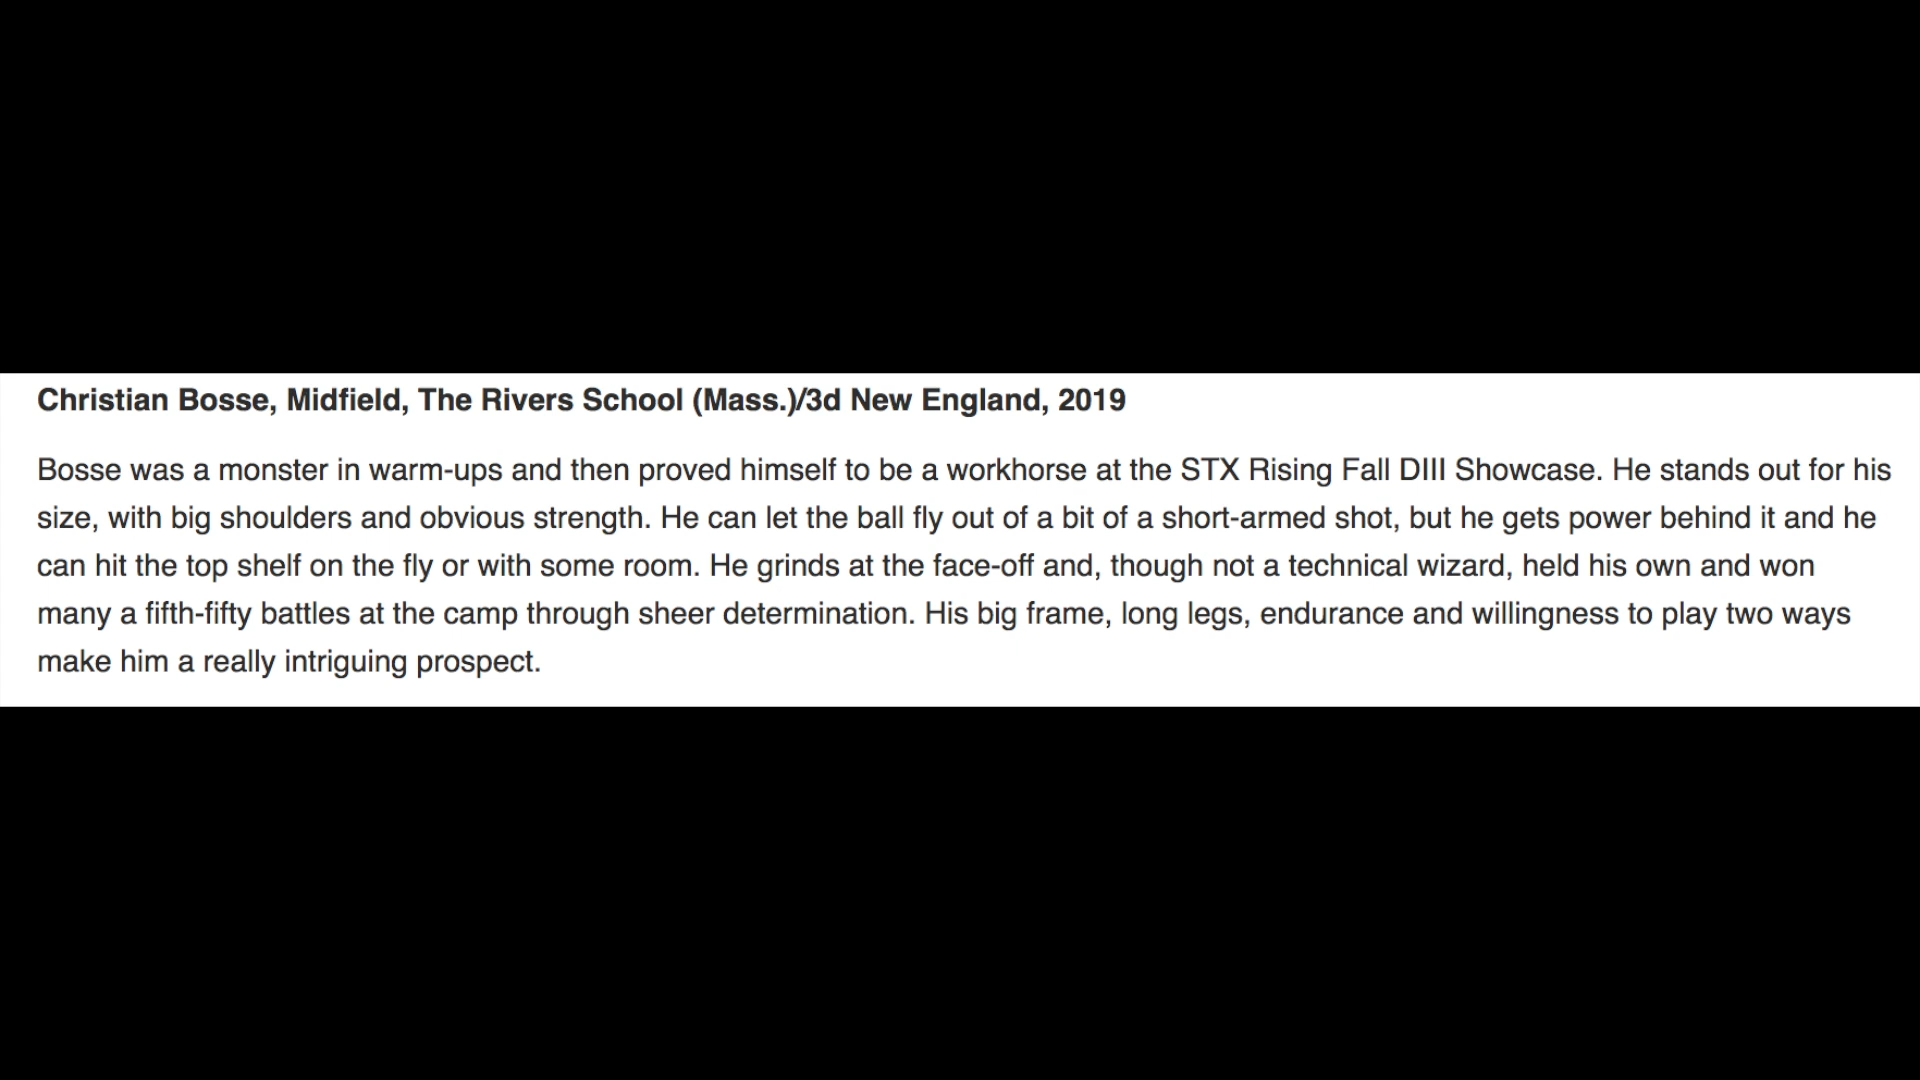 Christian Bosse, Midfield, The Rivers School (Mass.)/3d New England, 2019
Bosse was a monster in warm-ups and then proved himself to be a workhorse at the STX Rising Fall DIII Showcase. He stands out for his
size, with big shoulders and obvious strength. He can let the ball fly out of a bit of a short-armed shot, but he gets power behind it and he
can hit the top shelf on the fly or with some room. He grinds at the face-off and, though not a technical wizard, held his own and won
many a fifth-fifty battles at the camp through sheer determination. His big frame, long legs, endurance and willingness to play two ways
make him a really intriguing prospect.